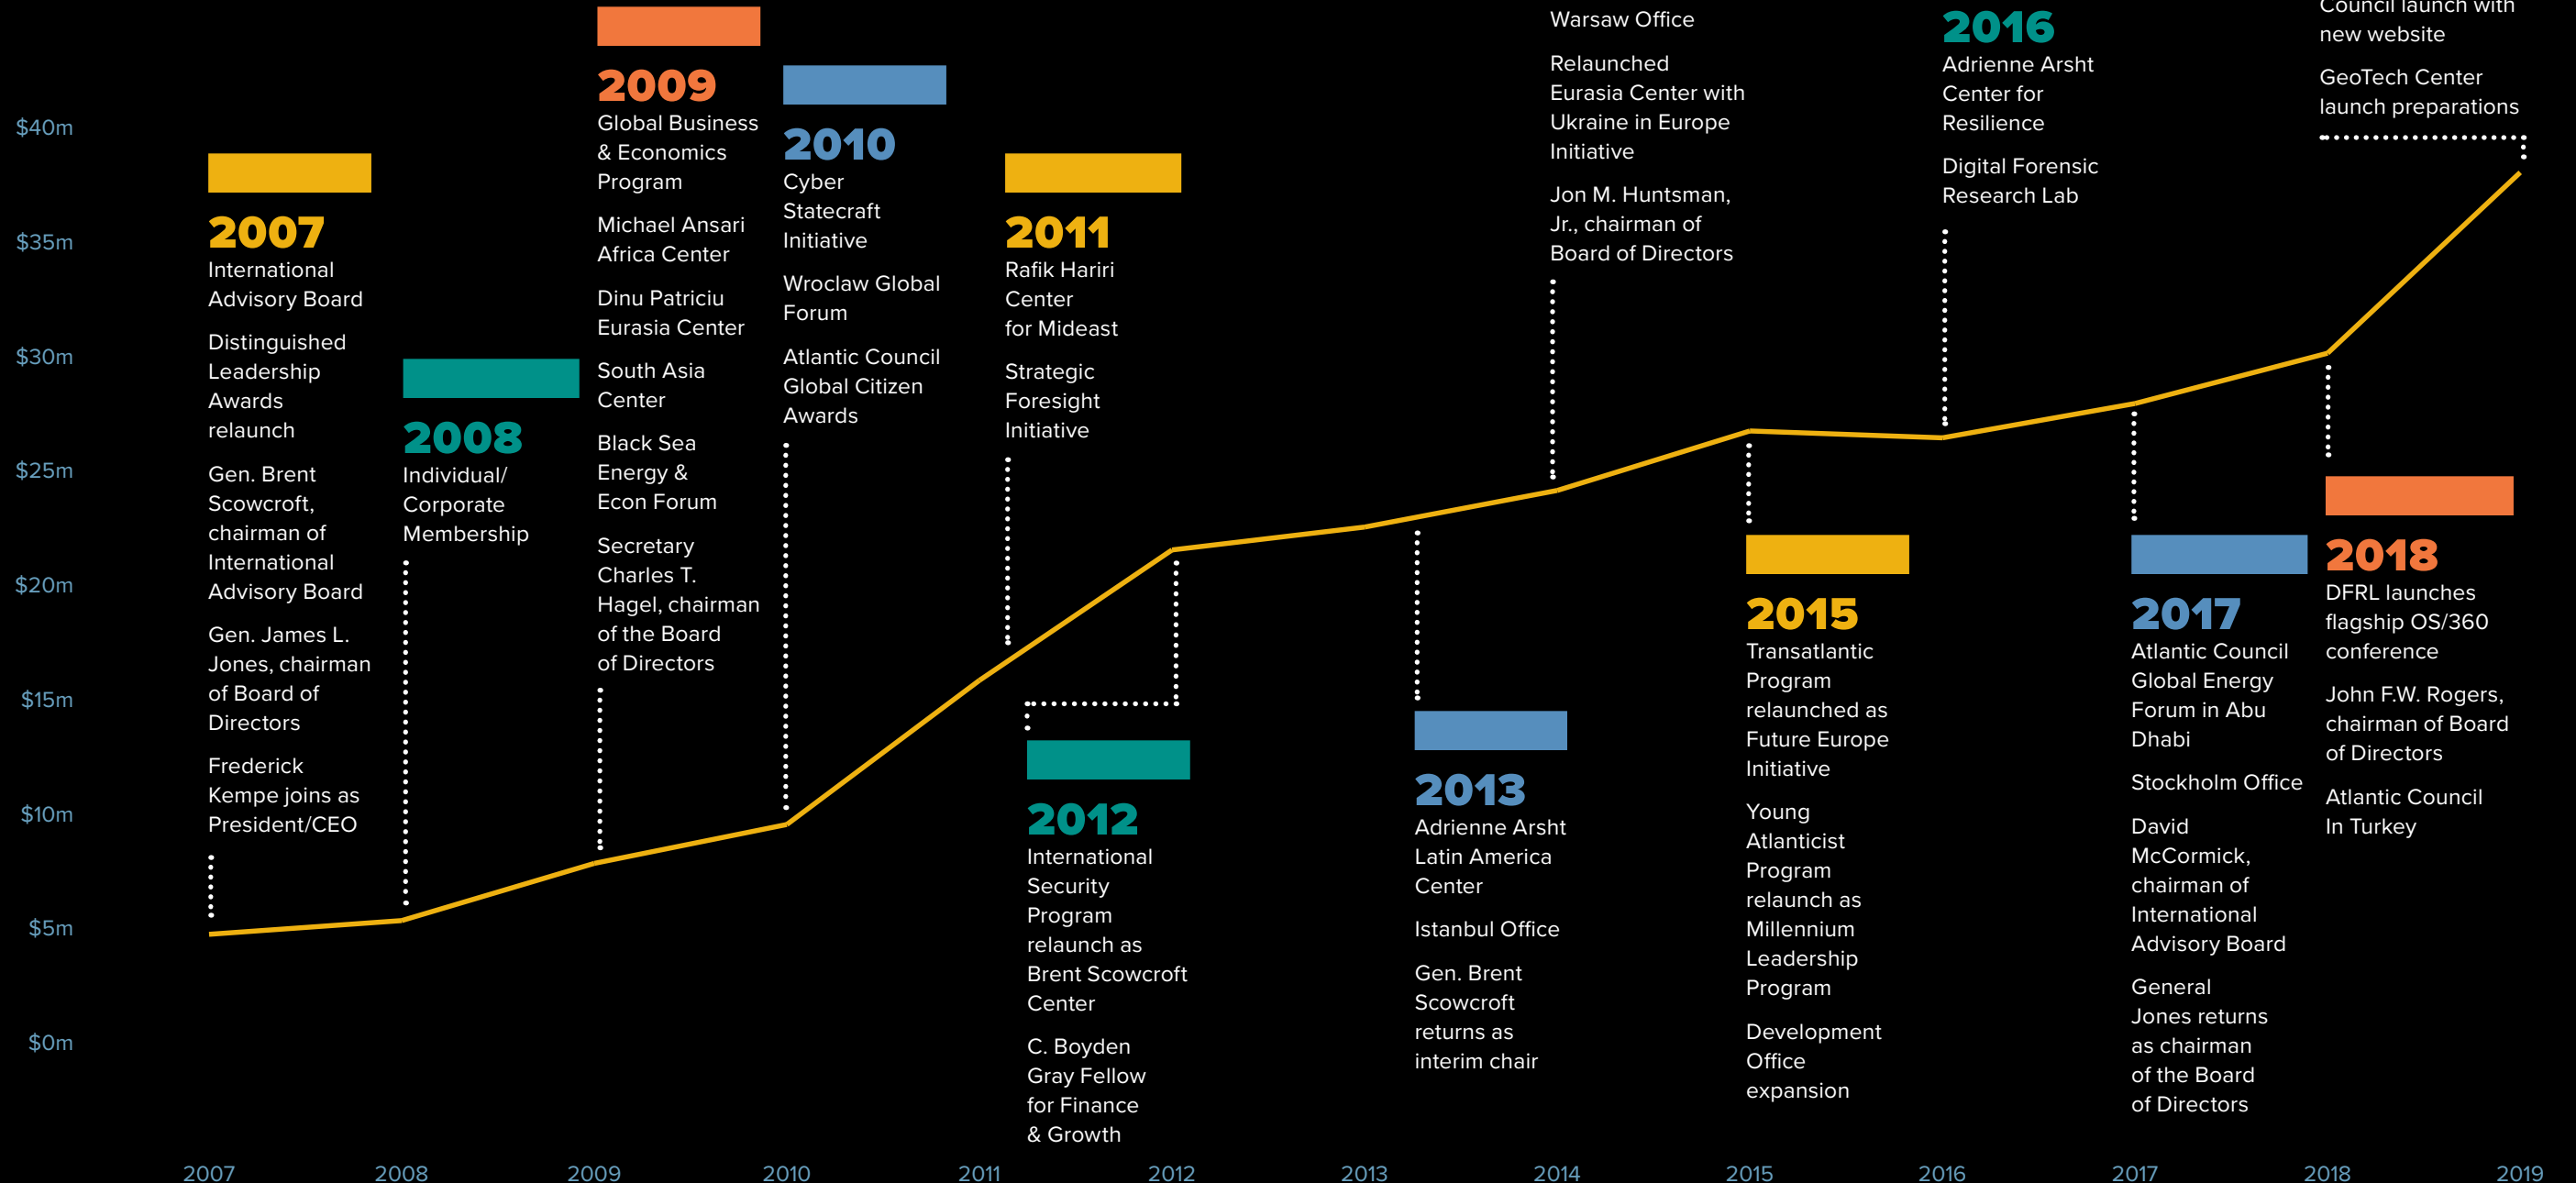 $40m
$35m
$30m
$25m
$20m
$15m
$10m
$5m
$0m
2007
International
Advisory Board
Distinguished
Leadership
Awards
relaunch
Gen. Brent
Scowcroft,
chairman of
International
Advisory Board
Gen. James L.
Jones, chairman
of Board of
Directors
Frederick
Kempe joins as
President/CEO
2008
Individual/
Corporate
Membership
2009
Global Business
& Economics
Program
Michael Ansari
Africa Center
Dinu Patriciu
Eurasia Center
South Asia
Center
Black Sea
Energy &
Econ Forum
Secretary
Charles T.
Hagel, chairman
of the Board
of Directors
2010
Cyber
Statecraft
Initiative
Wroclaw Global
Forum
Atlantic Council
Global Citizen
Awards
2011
Rafik Hariri
Center
for Mideast
Strategic
Foresight
Initiative
2012
International
Security
Program
relaunch as
Brent Scowcroft
Center
C. Boyden
Gray Fellow
for Finance
& Growth
2013
Adrienne Arsht
Latin America
Center
Istanbul Office
Gen. Brent
Scowcroft
returns as
interim chair
Warsaw Office
Relaunched
Eurasia Center with
Ukraine in Europe
Initiative
Jon M. Huntsman,
Jr., chairman of
Board of Directors
2015
Transatlantic
Program
relaunched as
Future Europe
Initiative
Young
Atlanticist
Program
relaunch as
Millennium
Leadership
Program
Development
Office
expansion
2016
Adrienne Arsht
Center for
Resilience
Digital Forensic
Research Lab
2017
Atlantic Council
Global Energy
Forum in Abu
Dhabi
Stockholm Office
David
McCormick,
chairman of
International
Advisory Board
General
Jones returns
as chairman
of the Board
of Directors
2018
DFRL launches
flagship OS/360
conference
John F.W. Rogers,
chairman of Board
of Directors
Atlantic Council
In Turkey
Council launch with
new website
GeoTech Center
launch preparations
2007 2008 2009 2010 2011 2012 2013 2014 2015 2016 2017 2018 2019